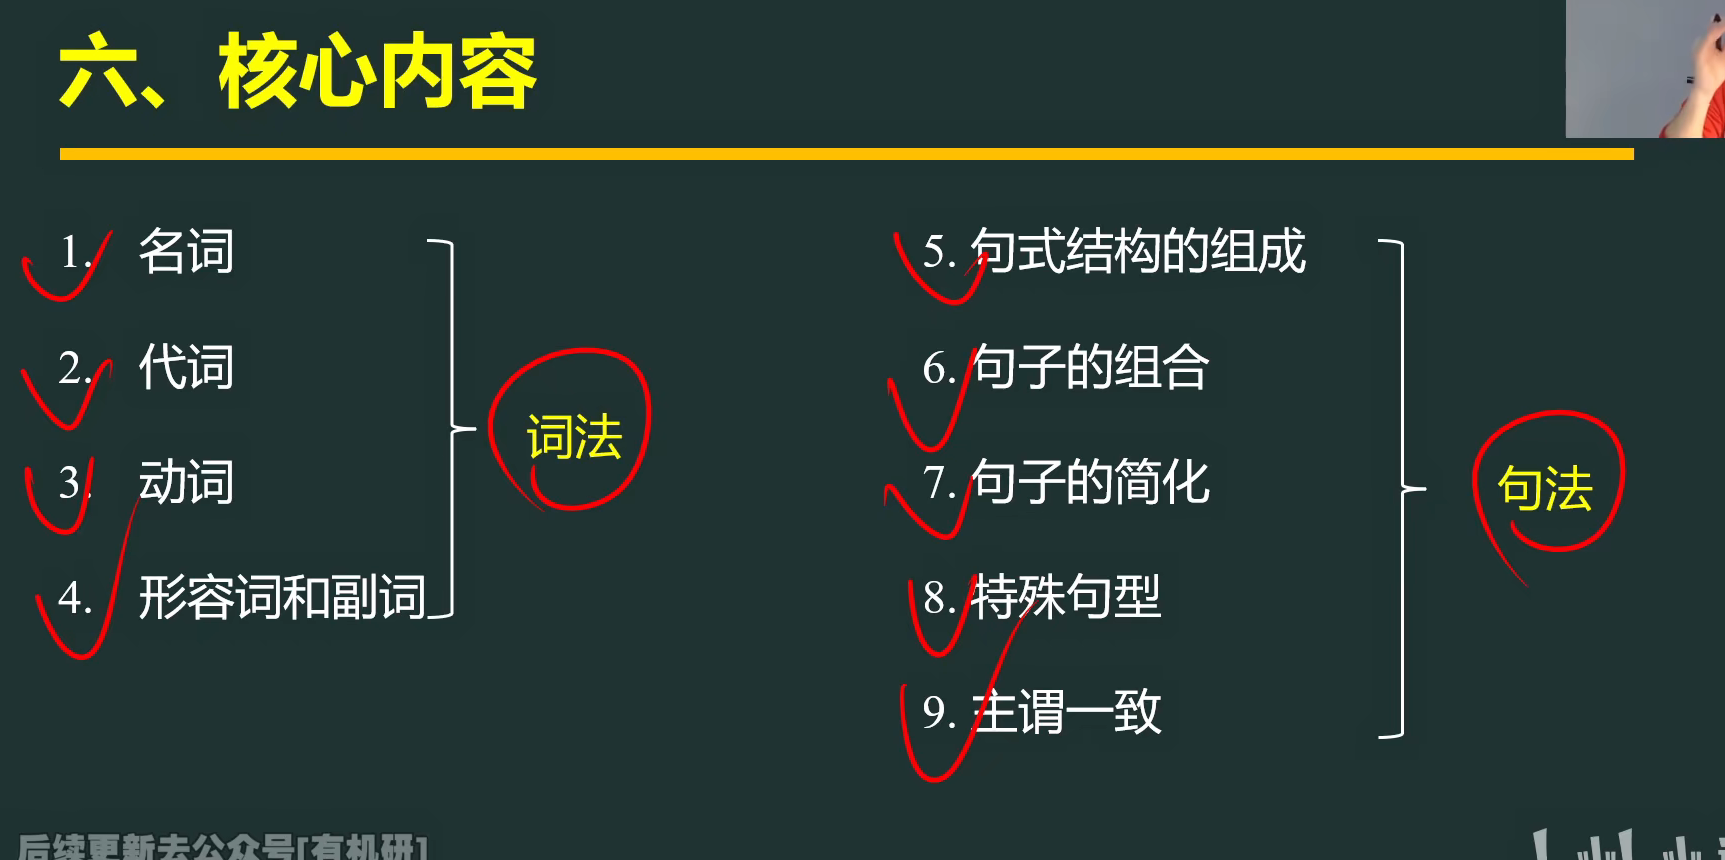 六、核心内容
1. 名词
2. 代词
3. 动词
4. 形容词和副词
词法
5. 句式结构的组成
6. 句子的组合
7. 句子的简化
8. 特殊句型
9. 主谓一致
句法
后续更新去公众号[有机研]